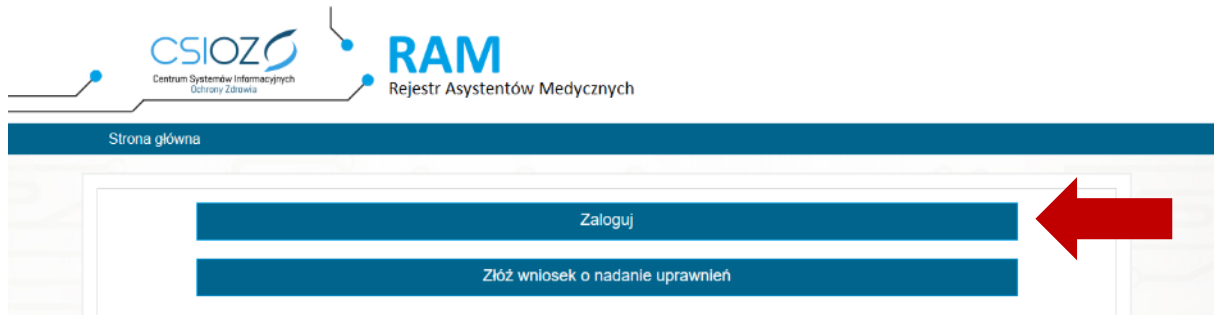 CSIOZ
Centrum Systemów Informacyjnych
Ochrony Zdrowia
RAM
Rejestr Asystentów Medycznych
Strona główna
Zaloguj
Złóż wniosek o nadanie uprawnień